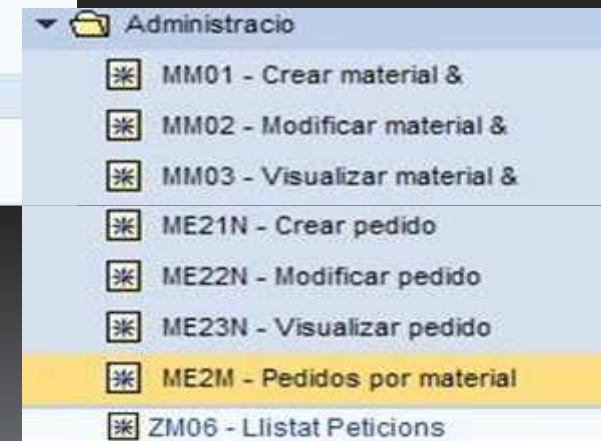 Administracio
MM01 - Crear material &
MM02 - Modificar material &
MM03 - Visualizar material &
ME21N - Crear pedido
ME22N - Modificar pedido
ME23N - Visualizar pedido
ME2M - Pedidos por material
ZM06 - Llistat Peticions